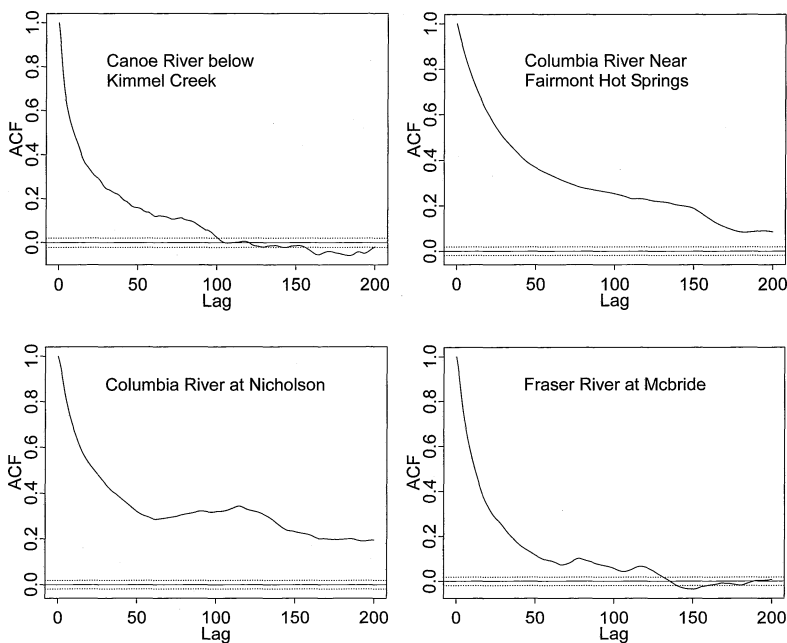 1.0
0.8
0.6
0.4
0.2
0.0
ACF
Canoe River below
Kimmel Creek
0 50 100 150 200
Lag
1.0
0.8
0.6
0.4
0.2
0.0
ACF
Columbia River Near
Fairmont Hot Springs
0 50 100 150 200
Lag
1.0
0.8
0.6
0.4
0.2
0.0
ACF
Columbia River at Nicholson
0 50 100 150 200
Lag
1.0
0.8
0.6
0.4
0.2
0.0
ACF
Fraser River at Mcbride
0 50 100 150 200
Lag